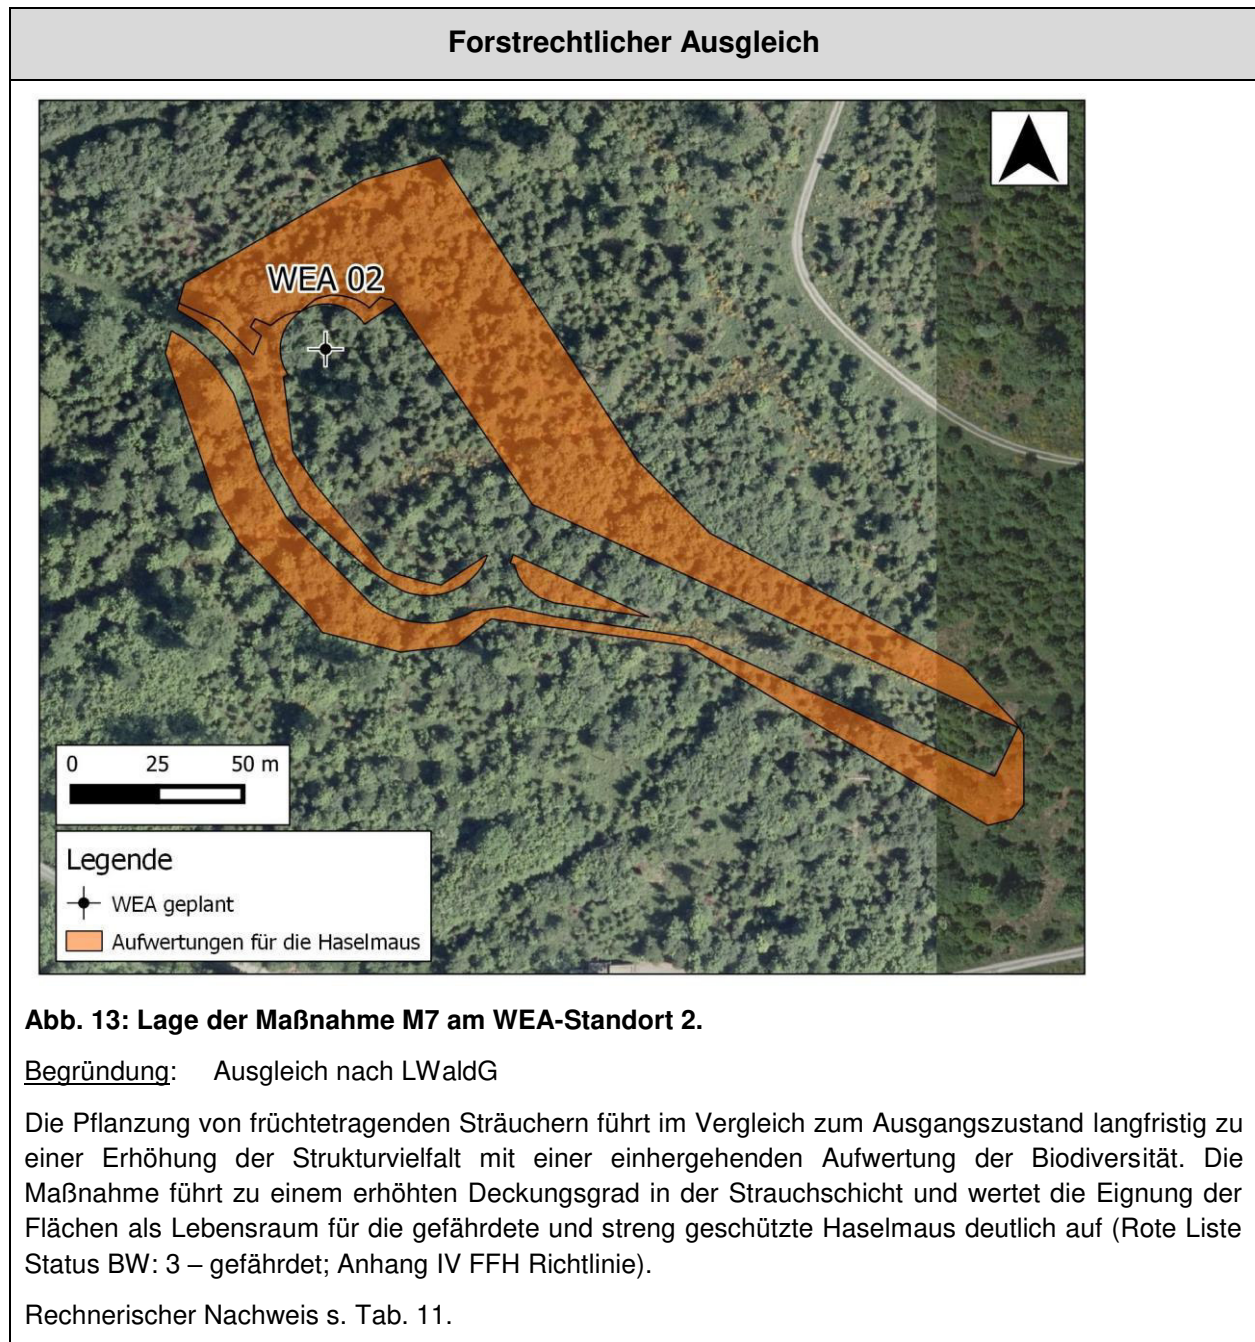 Forstrechtlicher Ausgleich
WEA 02
0 25 50 m
Legende
WEA geplant
Aufwertungen für die Haselmaus
Abb. 13: Lage der Maßnahme M7 am WEA-Standort 2.
Begründung: Ausgleich nach LWaldG
Die Pflanzung von früchtetragenden Sträuchern führt im Vergleich zum Ausgangszustand langfristig zu
einer Erhöhung der Strukturvielfalt mit einer einhergehenden Aufwertung der Biodiversität. Die
Maßnahme führt zu einem erhöhten Deckungsgrad in der Strauchschicht und wertet die Eignung der
Flächen als Lebensraum für die gefährdete und streng geschützte Haselmaus deutlich auf (Rote Liste
Status BW: 3 – gefährdet; Anhang IV FFH Richtlinie).
Rechnerischer Nachweis s. Tab. 11.